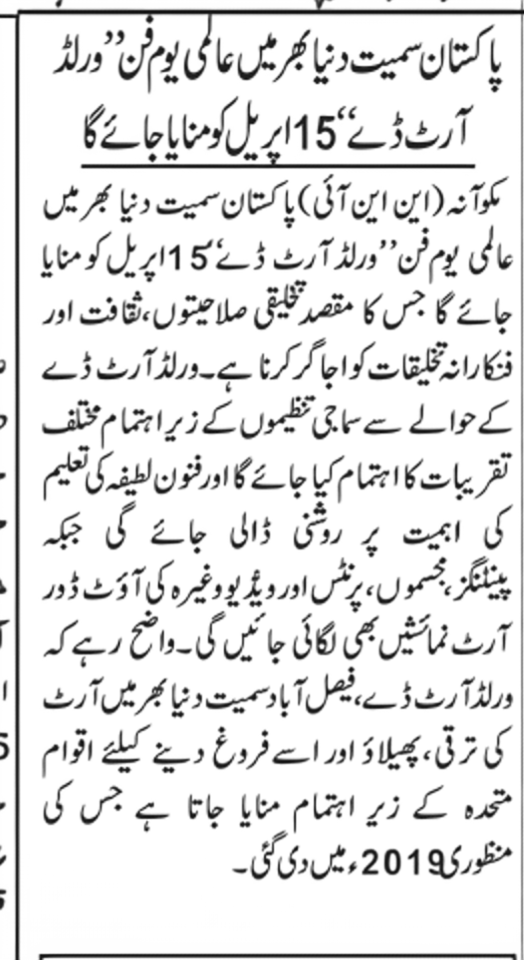 پاکستان سمیت دنیا بھر میں عالمی یوم فن ’’ورلڈ
آرٹ ڈے‘‘ 15 اپریل کو منایا جائے گا
مکوآنہ (این این آئی) پاکستان سمیت دنیا بھر میں
عالمی یوم فن ’’ورلڈ آرٹ ڈے‘‘ 15 اپریل کو منایا
جائے گا جس کا مقصد تخلیقی صلاحیتوں، ثقافت اور
فنکارانہ تخلیقات کو اجاگر کرنا ہے۔ ورلڈ آرٹ ڈے
کے حوالے سے سماجی تنظیموں کے زیر اہتمام مختلف
تقریبات کا اہتمام کیا جائے گا اور فنون لطیفہ کی تعلیم
کی اہمیت پر روشنی ڈالی جائے گی جبکہ
پینٹنگز، مجسموں، پرنٹس اور ویڈیو وغیرہ کی آؤٹ ڈور
آرٹ نمائشیں بھی لگائی جائیں گی۔ واضح رہے کہ
ورلڈ آرٹ ڈے، فیصل آباد سمیت دنیا بھر میں آرٹ
کی ترقی، پھیلاؤ اور اسے فروغ دینے کیلئے اقوام
متحدہ کے زیر اہتمام منایا جاتا ہے جس کی
منظوری 2019ء میں دی گئی۔